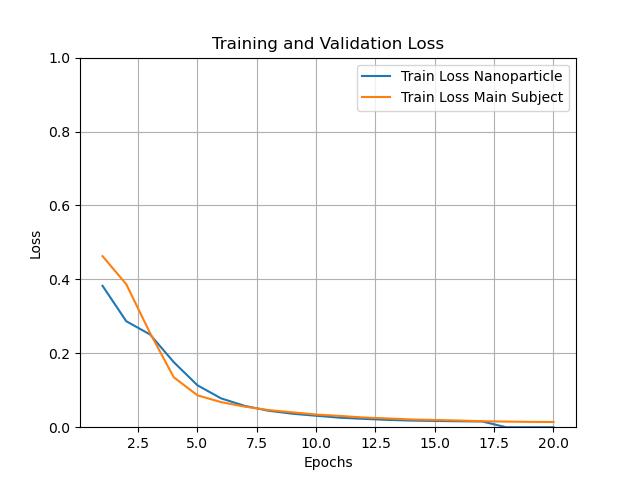 Training and Validation Loss
1.0
0.8
0.6
0.4
0.2
0.0
Loss
Train Loss Nanoparticle
Train Loss Main Subject
2.5 5.0 7.5 10.0 12.5 15.0 17.5 20.0
Epochs